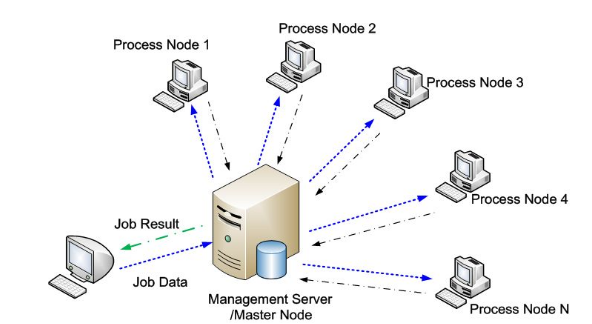 Process Node 1
Process Node 2
Process Node 3
Process Node 4
Job Result
Job Data
Management Server
/Master Node
Process Node N